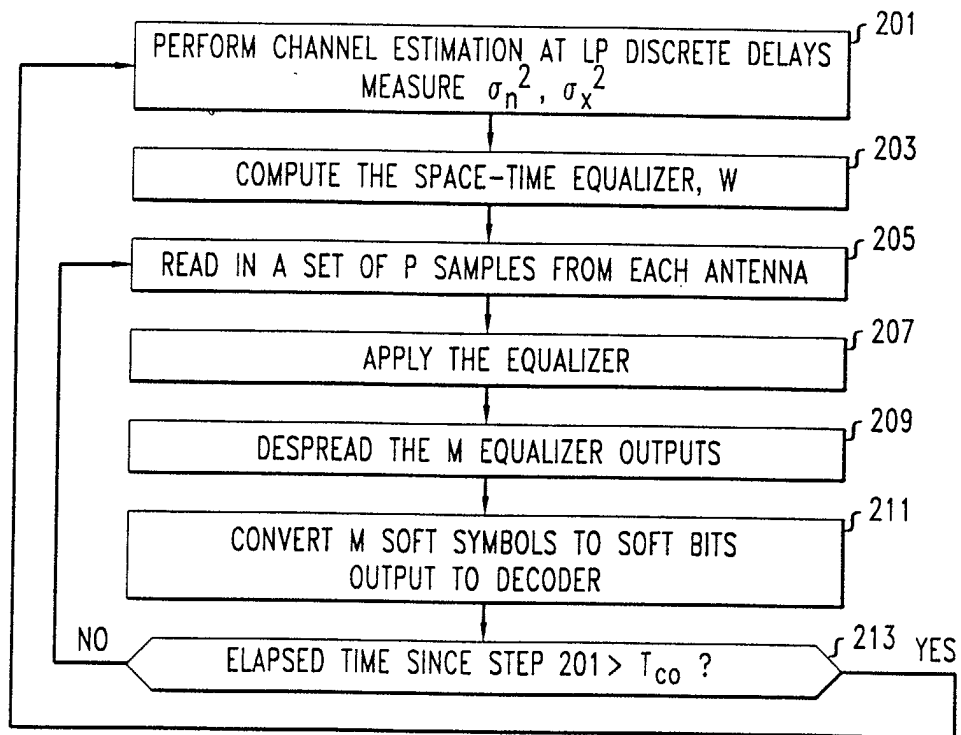 201
PERFORM CHANNEL ESTIMATION AT LP DISCRETE DELAYS
MEASURE σn², σx²
203
COMPUTE THE SPACE-TIME EQUALIZER, W
205
READ IN A SET OF P SAMPLES FROM EACH ANTENNA
207
APPLY THE EQUALIZER
209
DESPREAD THE M EQUALIZER OUTPUTS
211
CONVERT M SOFT SYMBOLS TO SOFT BITS
OUTPUT TO DECODER
NO
213
YES
ELAPSED TIME SINCE STEP 201 > Tco ?